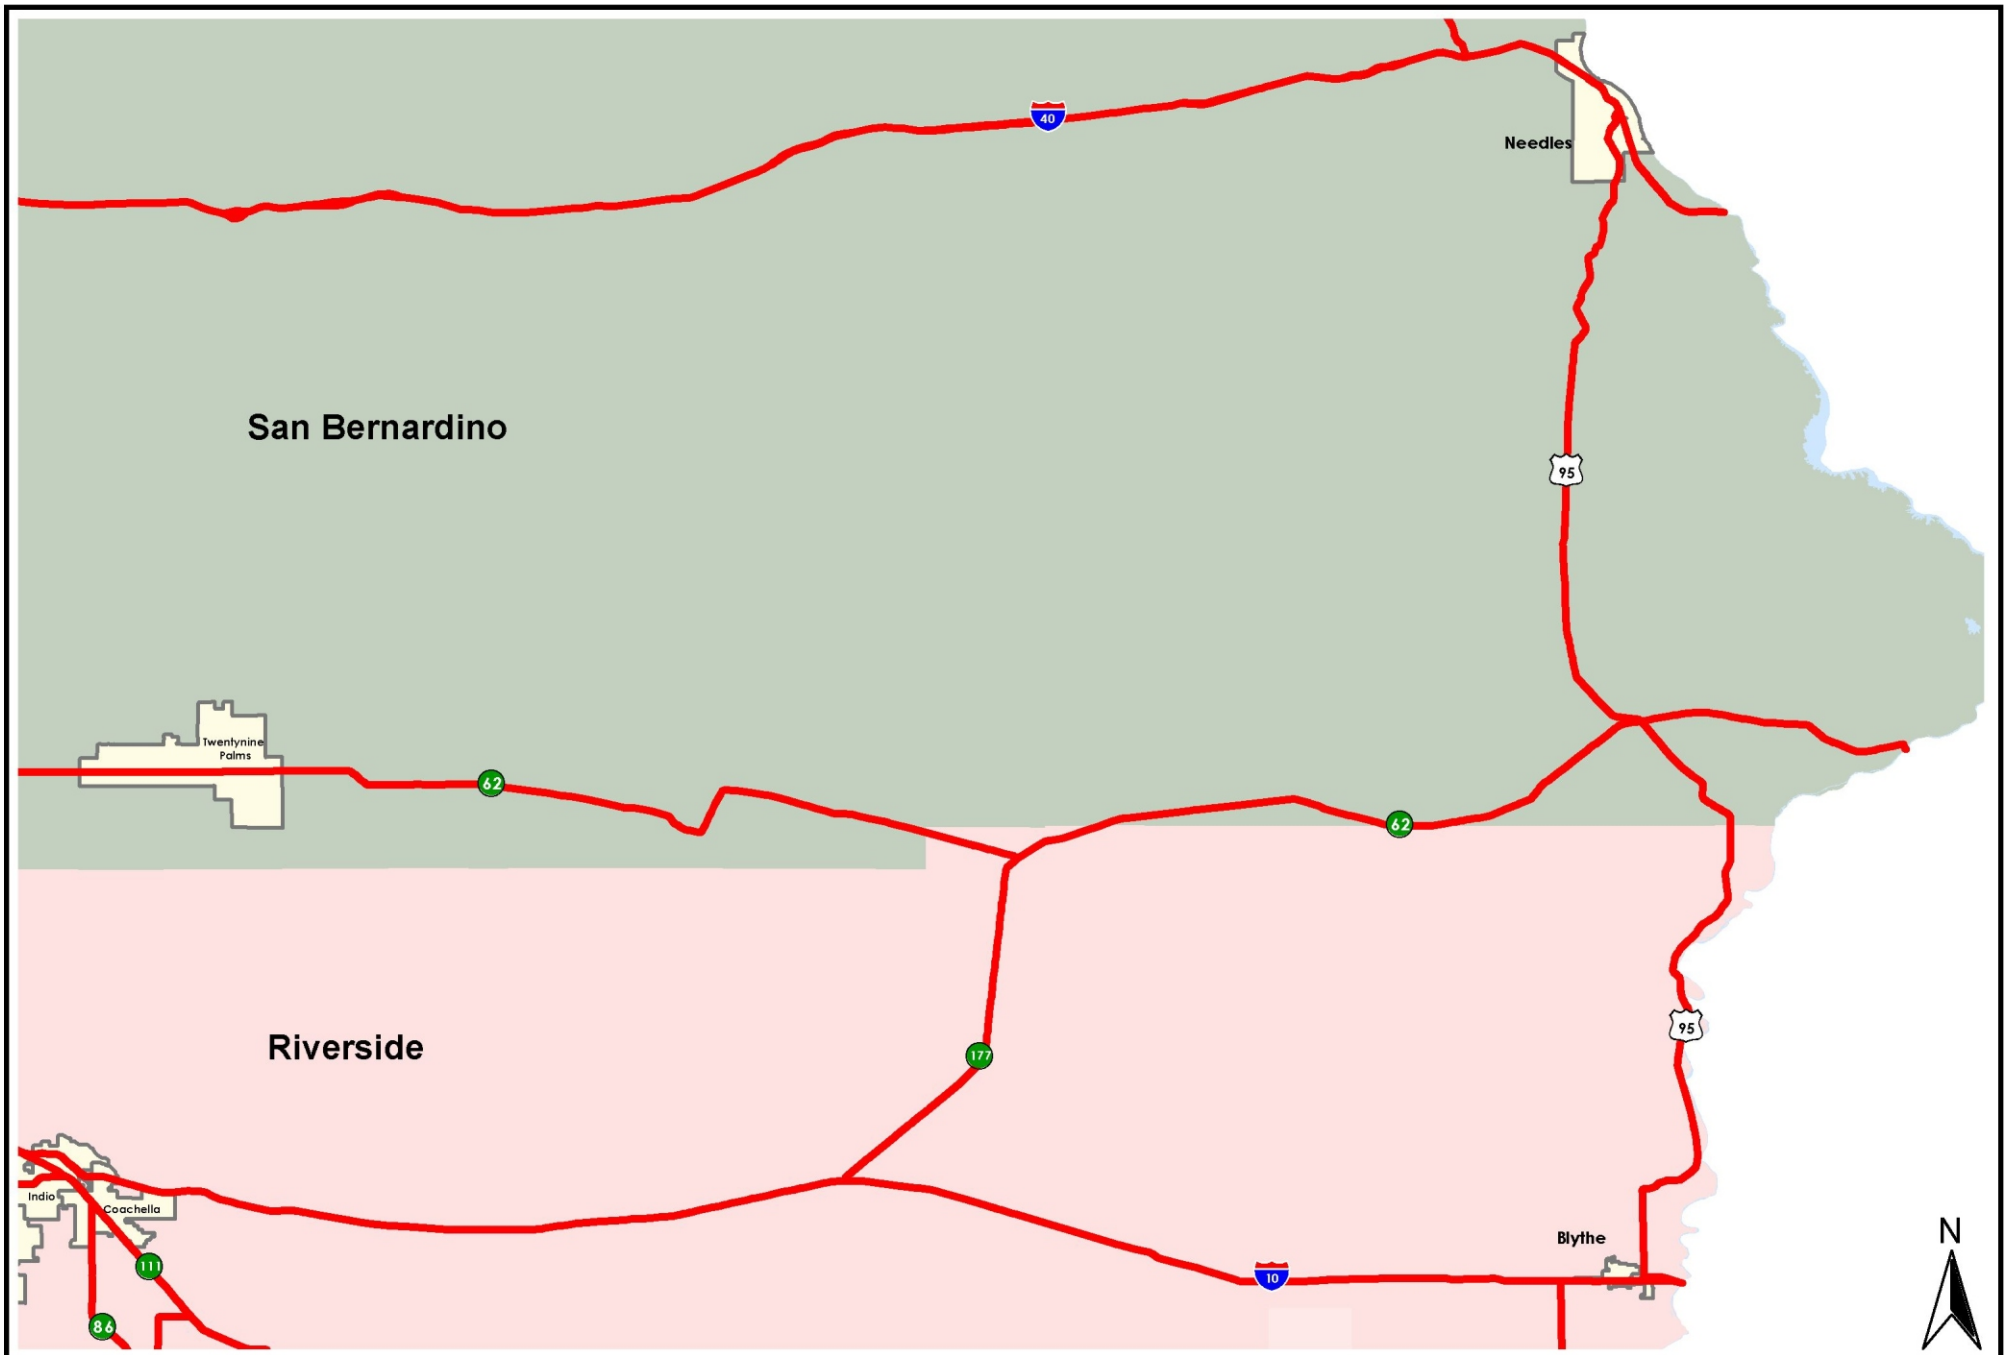 40
Needles
San Bernardino
95
Twentynine
Palms
62
62
95
Riverside
177
Indio
Coachella
N
Blythe
111
10
86